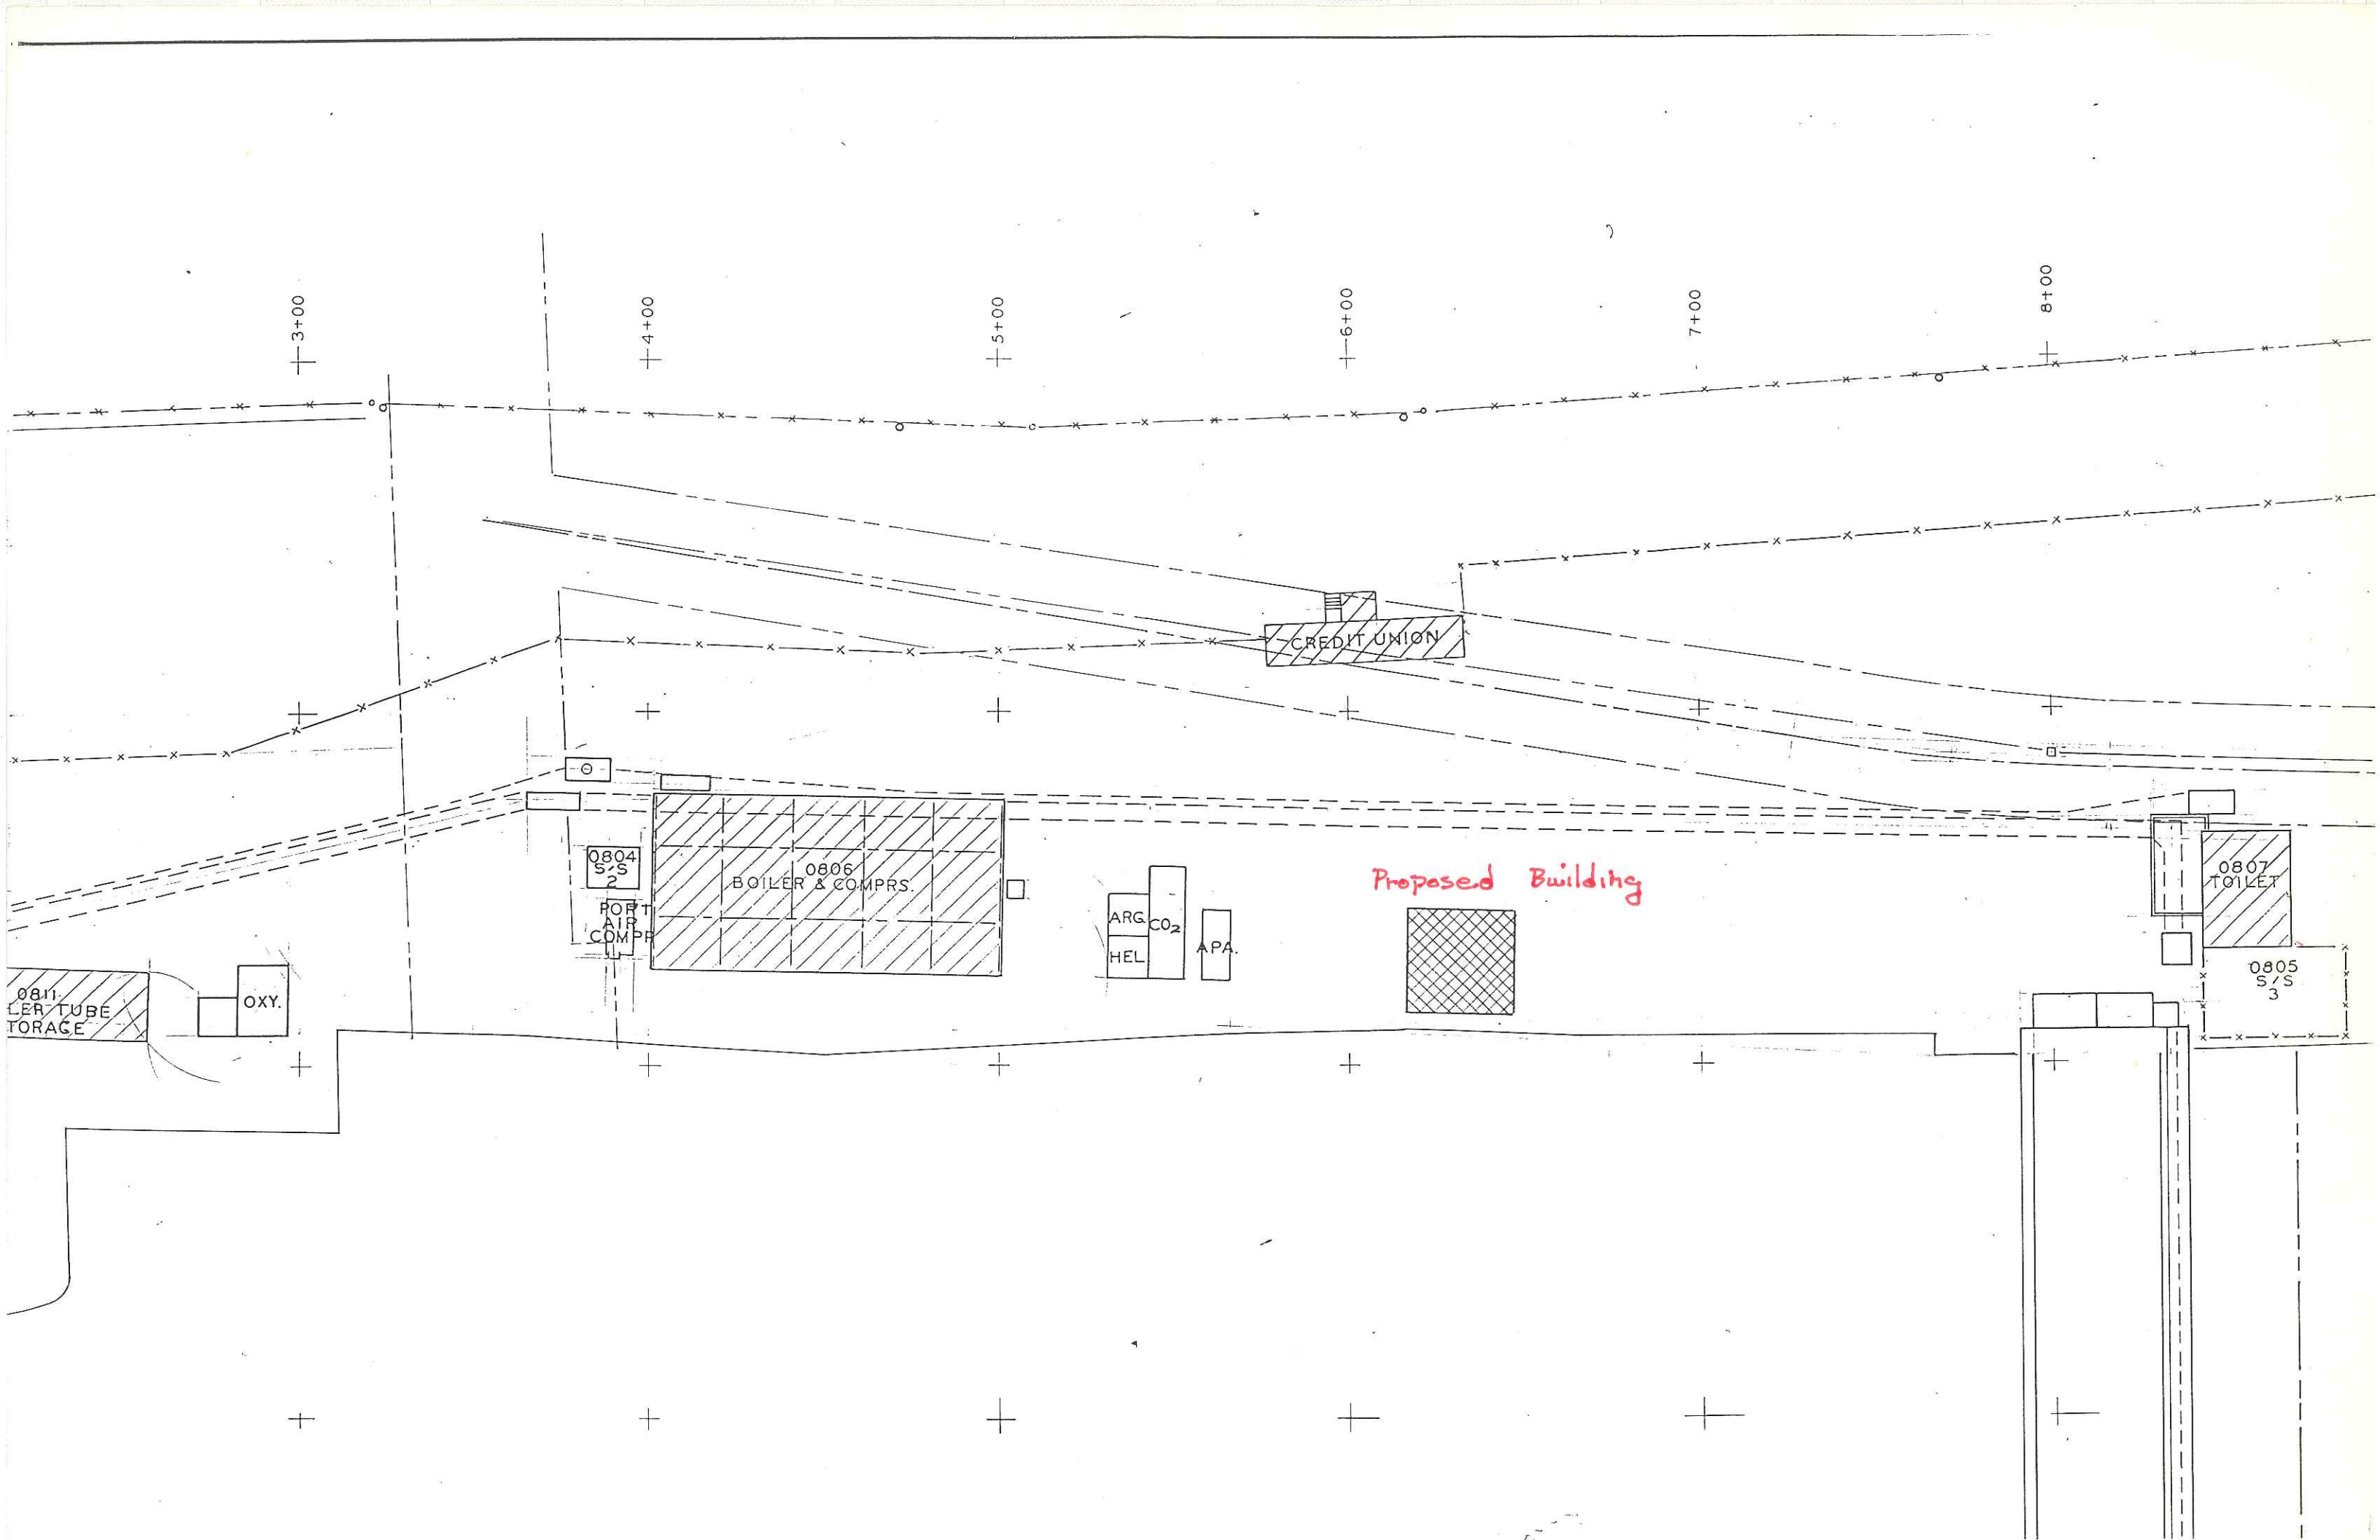 3+00
4+00
5+00
6+00
7+00
8+00
CREDIT UNION
0804
S/S
2
PORT
AIR
COMPR
0806
BOILER & COMPRS.
ARG.
HEL
CO2
APA.
Proposed Building
0807
TOILET
0805
S/S
3
0811
LER TUBE
TORAGE
OXY.